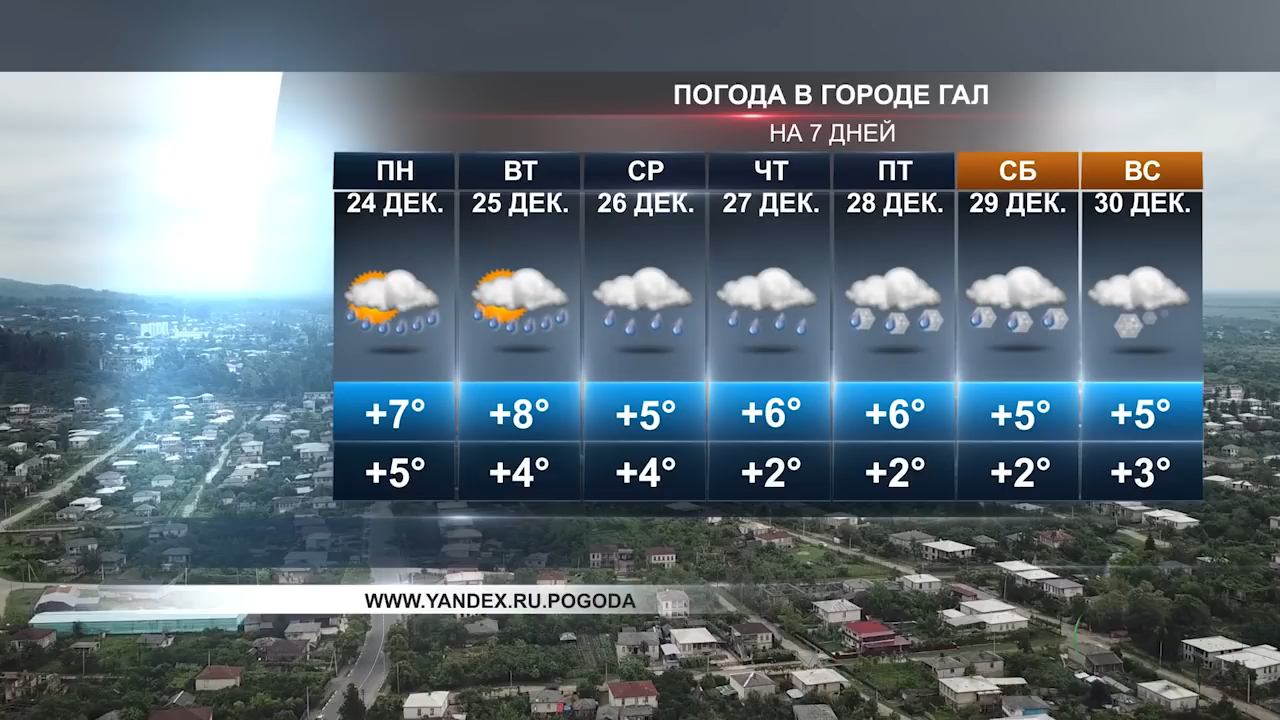 ПОГОДА В ГОРОДЕ ГАЛ
НА 7 ДНЕЙ
ПН ВТ СР ЧТ ПТ СБ ВС
24 ДЕК. 25 ДЕК. 26 ДЕК. 27 ДЕК. 28 ДЕК. 29 ДЕК. 30 ДЕК.
+7° +8° +5° +6° +6° +5° +5°
+5° +4° +4° +2° +2° +2° +3°
WWW.YANDEX.RU.POGODA